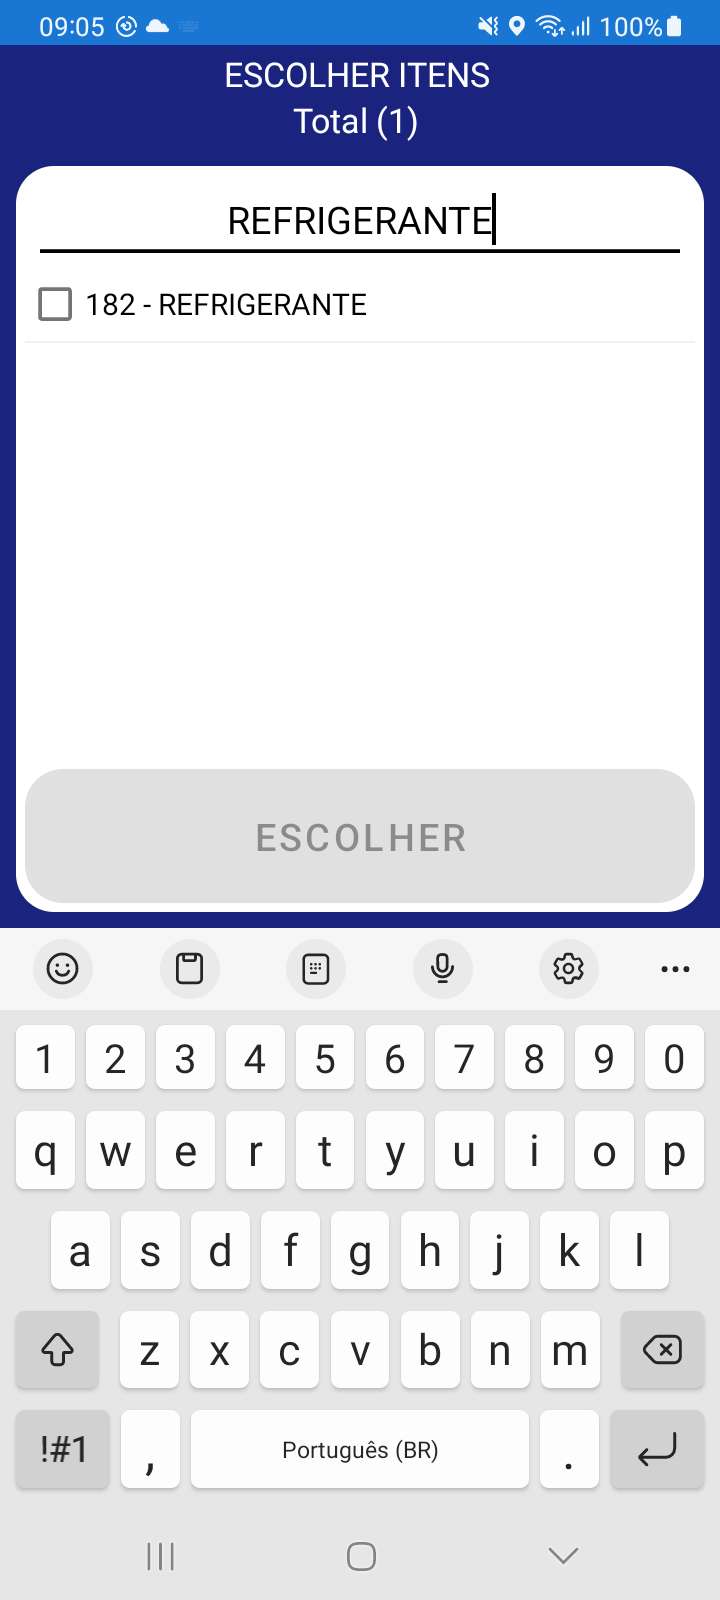 09:05 100%
ESCOLHER ITENS
Total (1)
REFRIGERANTE
182 - REFRIGERANTE
ESCOLHER
1 2 3 4 5 6 7 8 9 0
q w e r t y u i o p
a s d f g h j k l
z x c v b n m
!#1 , Português (BR) .